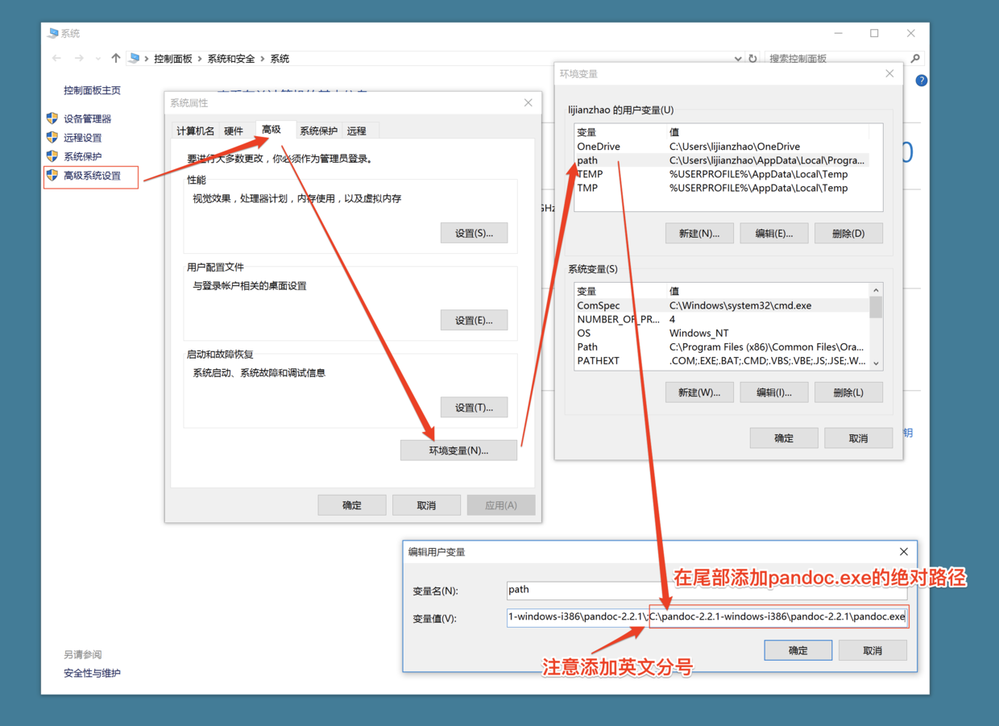 系统
控制面板 系统和安全 系统
搜索控制面板
控制面板主页
设备管理器
远程设置
系统保护
高级系统设置
另请参阅
安全性与维护
系统属性
计算机名 硬件 高级 系统保护 远程
要进行大多数更改，你必须作为管理员登录。
性能
视觉效果，处理器计划，内存使用，以及虚拟内存
设置(S)...
用户配置文件
与登录帐户相关的桌面设置
设置(E)...
启动和故障恢复
系统启动、系统故障和调试信息
设置(T)...
环境变量(N)...
确定 取消 应用(A)
环境变量
lijianzhao 的用户变量(U)
变量 值
OneDrive C:\Users\lijianzhao\OneDrive
path C:\Users\lijianzhao\AppData\Local\Progra...
TEMP %USERPROFILE%\AppData\Local\Temp
TMP %USERPROFILE%\AppData\Local\Temp
新建(N)... 编辑(E)... 删除(D)
系统变量(S)
变量 值
ComSpec C:\Windows\system32\cmd.exe
NUMBER_OF_PR... 4
OS Windows_NT
Path C:\Program Files (x86)\Common Files\Ora...
PATHEXT .COM;.EXE;.BAT;.CMD;.VBS;.VBE;.JS;.JSE;.W...
新建(W)... 编辑(I)... 删除(L)
确定 取消
钥
编辑用户变量
在尾部添加pandoc.exe的绝对路径
变量名(N): path
变量值(V): 1-windows-i386\pandoc-2.2.1\;C:\pandoc-2.2.1-windows-i386\pandoc-2.2.1\pandoc.exe
确定 取消
注意添加英文分号